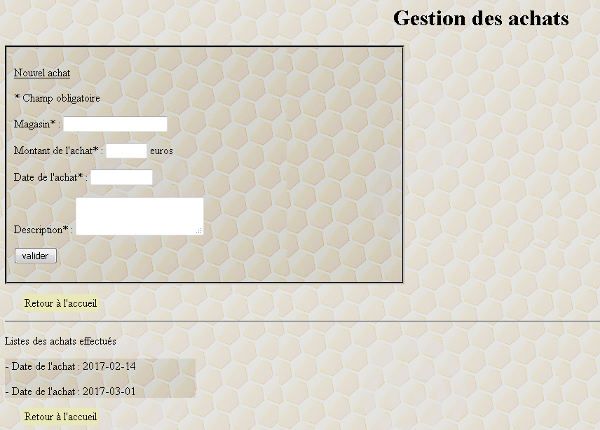 Gestion des achats
Nouvel achat
* Champ obligatoire
Magasin* :
Montant de l'achat* : euros
Date de l'achat* :
Description* :
valider
Retour à l'accueil
Listes des achats effectués
- Date de l'achat : 2017-02-14
- Date de l'achat : 2017-03-01
Retour à l'accueil